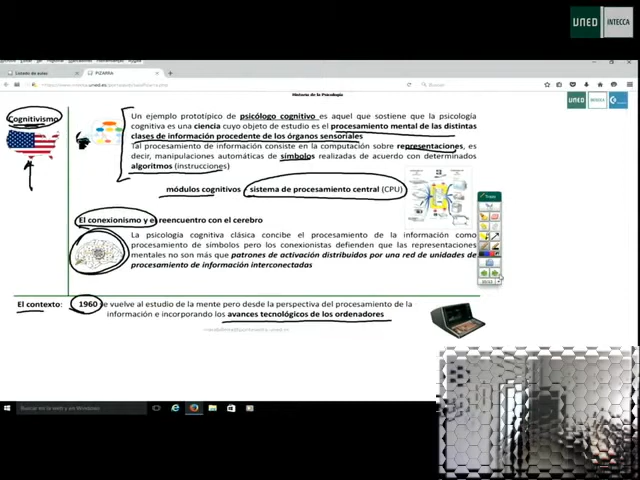 UNED INTECCA
Listado de aulas
PIZARRA
Buscar
Historia de la Psicología
UNED INTECCA
Cognitivismo
Un ejemplo prototípico de psicólogo cognitivo es aquel que sostiene que la psicología
cognitiva es una ciencia cuyo objeto de estudio es el procesamiento mental de las distintas
clases de información procedente de los órganos sensoriales
Tal procesamiento de información consiste en la computación sobre representaciones, es
decir, manipulaciones automáticas de símbolos realizadas de acuerdo con determinados
algoritmos (instrucciones)
módulos cognitivos sistema de procesamiento central (CPU)
El conexionismo y el reencuentro con el cerebro
La psicología cognitiva clásica concibe el procesamiento de la información como
procesamiento de símbolos pero los conexionistas defienden que las representaciones
mentales no son más que patrones de activación distribuidos por una red de unidades de
procesamiento de información interconectadas
El contexto: 1960 se vuelve al estudio de la mente pero desde la perspectiva del procesamiento de la
información e incorporando los avances tecnológicos de los ordenadores
Buscar en la web y en Windows